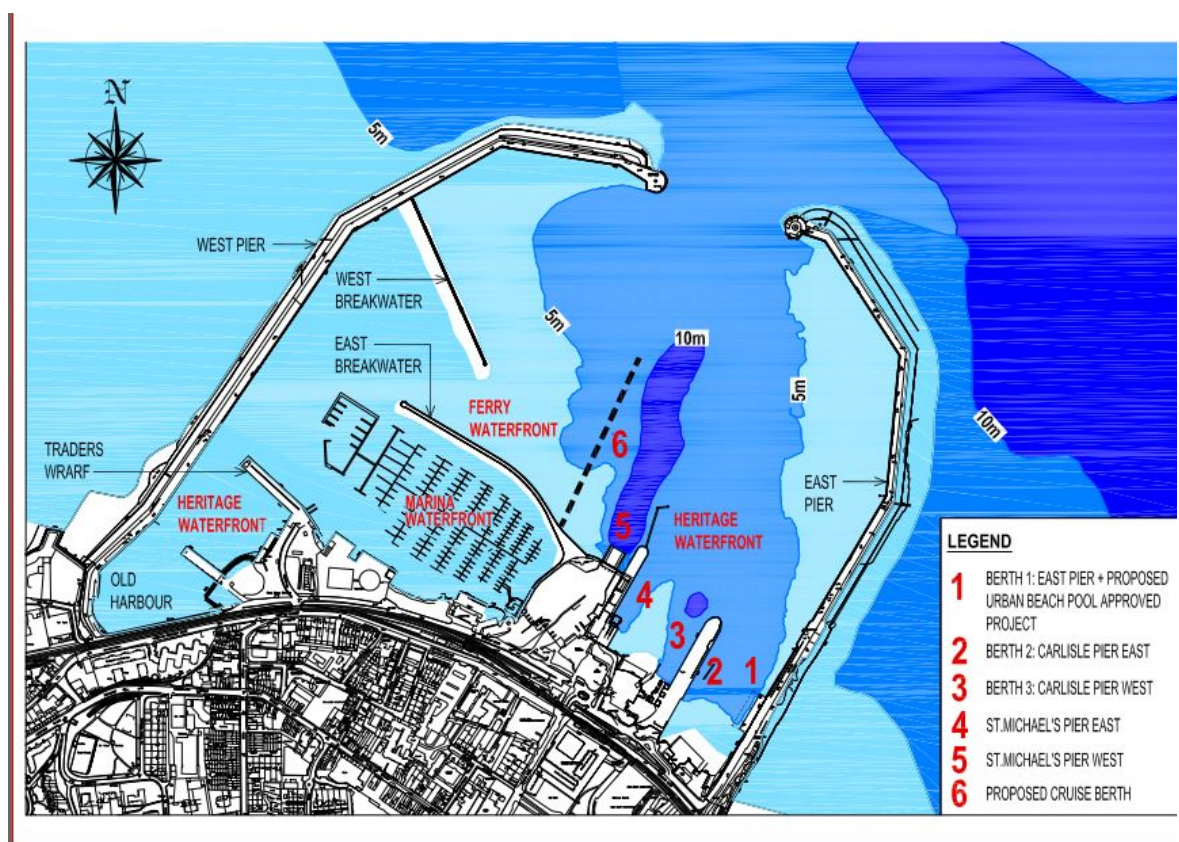 N
5m
WEST PIER
WEST
BREAKWATER
EAST
BREAKWATER
5m
10m
FERRY
WATERFRONT
6
5m
10m
TRADERS
WRARF
HERITAGE
WATERFRONT
MARINA
WATERFRONT
EAST
PIER
5
HERITAGE
WATERFRONT
OLD
HARBOUR
4
3
2
1
LEGEND
1 BERTH 1: EAST PIER + PROPOSED
URBAN BEACH POOL APPROVED
PROJECT
2 BERTH 2: CARLISLE PIER EAST
3 BERTH 3: CARLISLE PIER WEST
4 ST.MICHAEL'S PIER EAST
5 ST.MICHAEL'S PIER WEST
6 PROPOSED CRUISE BERTH